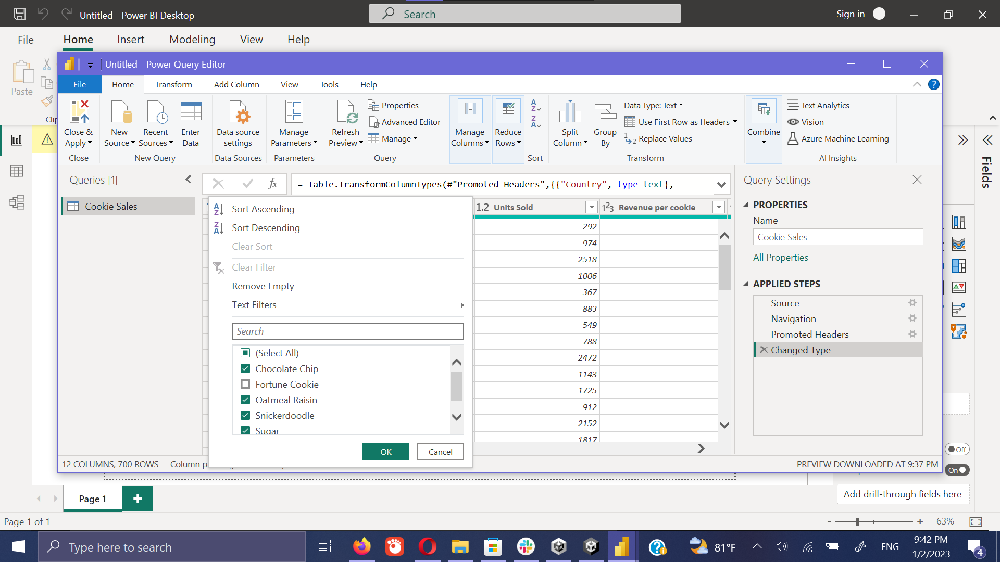 Untitled - Power BI Desktop
Search
Sign in
File
Home
Insert
Modeling
View
Help
Paste
Untitled - Power Query Editor
File
Home
Transform
Add Column
View
Tools
Help
?
Close &
Apply
Close
New
Source
Recent
Sources
Enter
Data
New Query
Data source
settings
Data Sources
Manage
Parameters
Parameters
Refresh
Preview
Properties
Advanced Editor
Manage
Query
Manage
Columns
Reduce
Rows
Sort
Split
Column
Group
By
Data Type: Text
Use First Row as Headers
Replace Values
Transform
Combine
Text Analytics
Vision
Azure Machine Learning
AI Insights
Queries [1]
Cookie Sales
fx
= Table.TransformColumnTypes(#"Promoted Headers",{{"Country", type text},
Sort Ascending
Sort Descending
Clear Sort
Clear Filter
Remove Empty
Text Filters
Search
(Select All)
Chocolate Chip
Fortune Cookie
Oatmeal Raisin
Snickerdoodle
Sugar
OK
Cancel
1.2 Units Sold
123 Revenue per cookie
292
974
2518
1006
367
883
549
788
2472
1143
1725
912
2152
1817
Query Settings
PROPERTIES
Name
Cookie Sales
All Properties
APPLIED STEPS
Source
Navigation
Promoted Headers
Changed Type
Fields
Off
On
12 COLUMNS, 700 ROWS
Column p
PREVIEW DOWNLOADED AT 9:37 PM
Add drill-through fields here
Page 1
Page 1 of 1
- + 63%
Type here to search
81°F
ENG
9:42 PM
1/2/2023
4